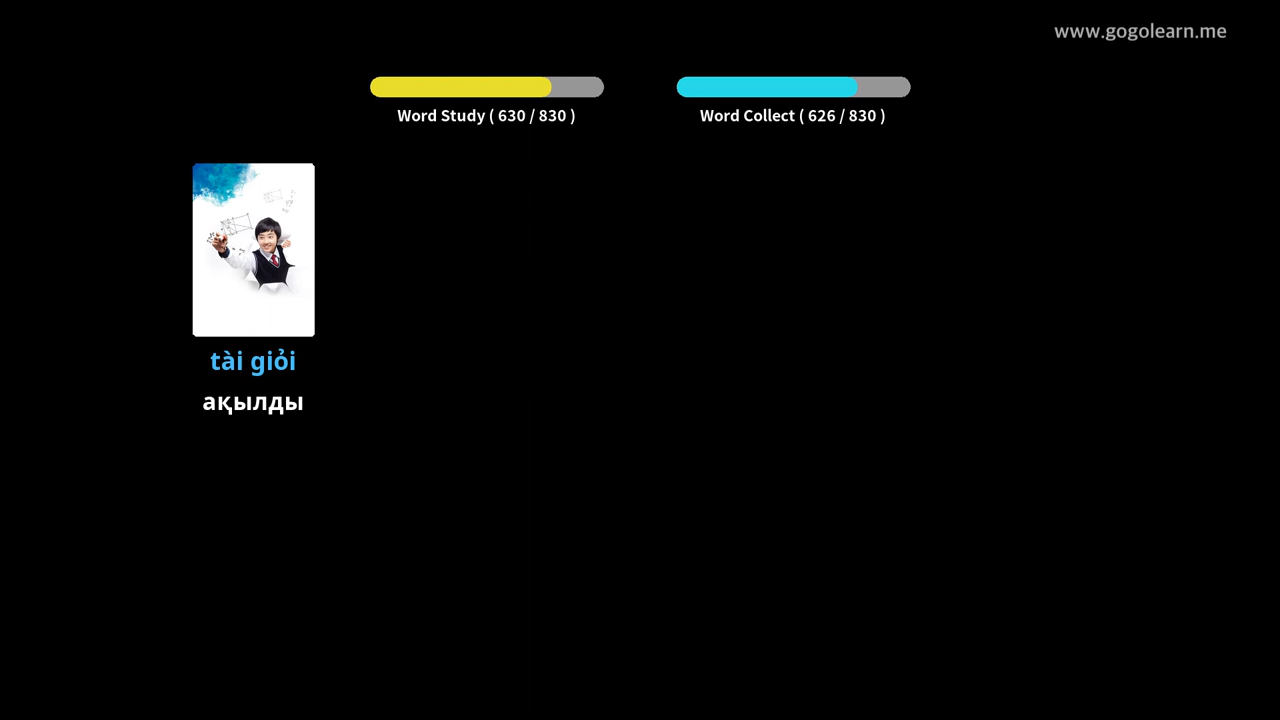 www.gogolearn.me
Word Study ( 630 / 830 )
Word Collect ( 626 / 830 )
tài giỏi
ақылды